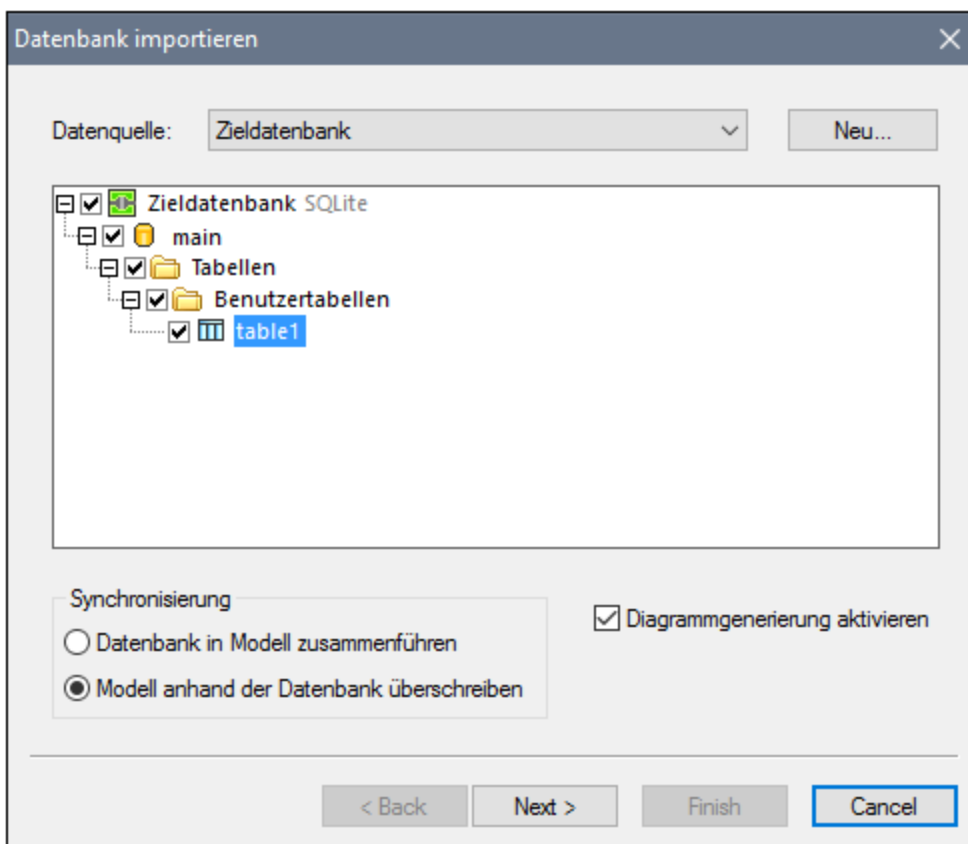 Datenbank importieren
Datenquelle: Zieldatenbank Neu...
Zieldatenbank SQLite
main
Tabellen
Benutzertabellen
table1
Synchronisierung
Diagrammgenerierung aktivieren
Datenbank in Modell zusammenführen
Modell anhand der Datenbank überschreiben
< Back Next > Finish Cancel